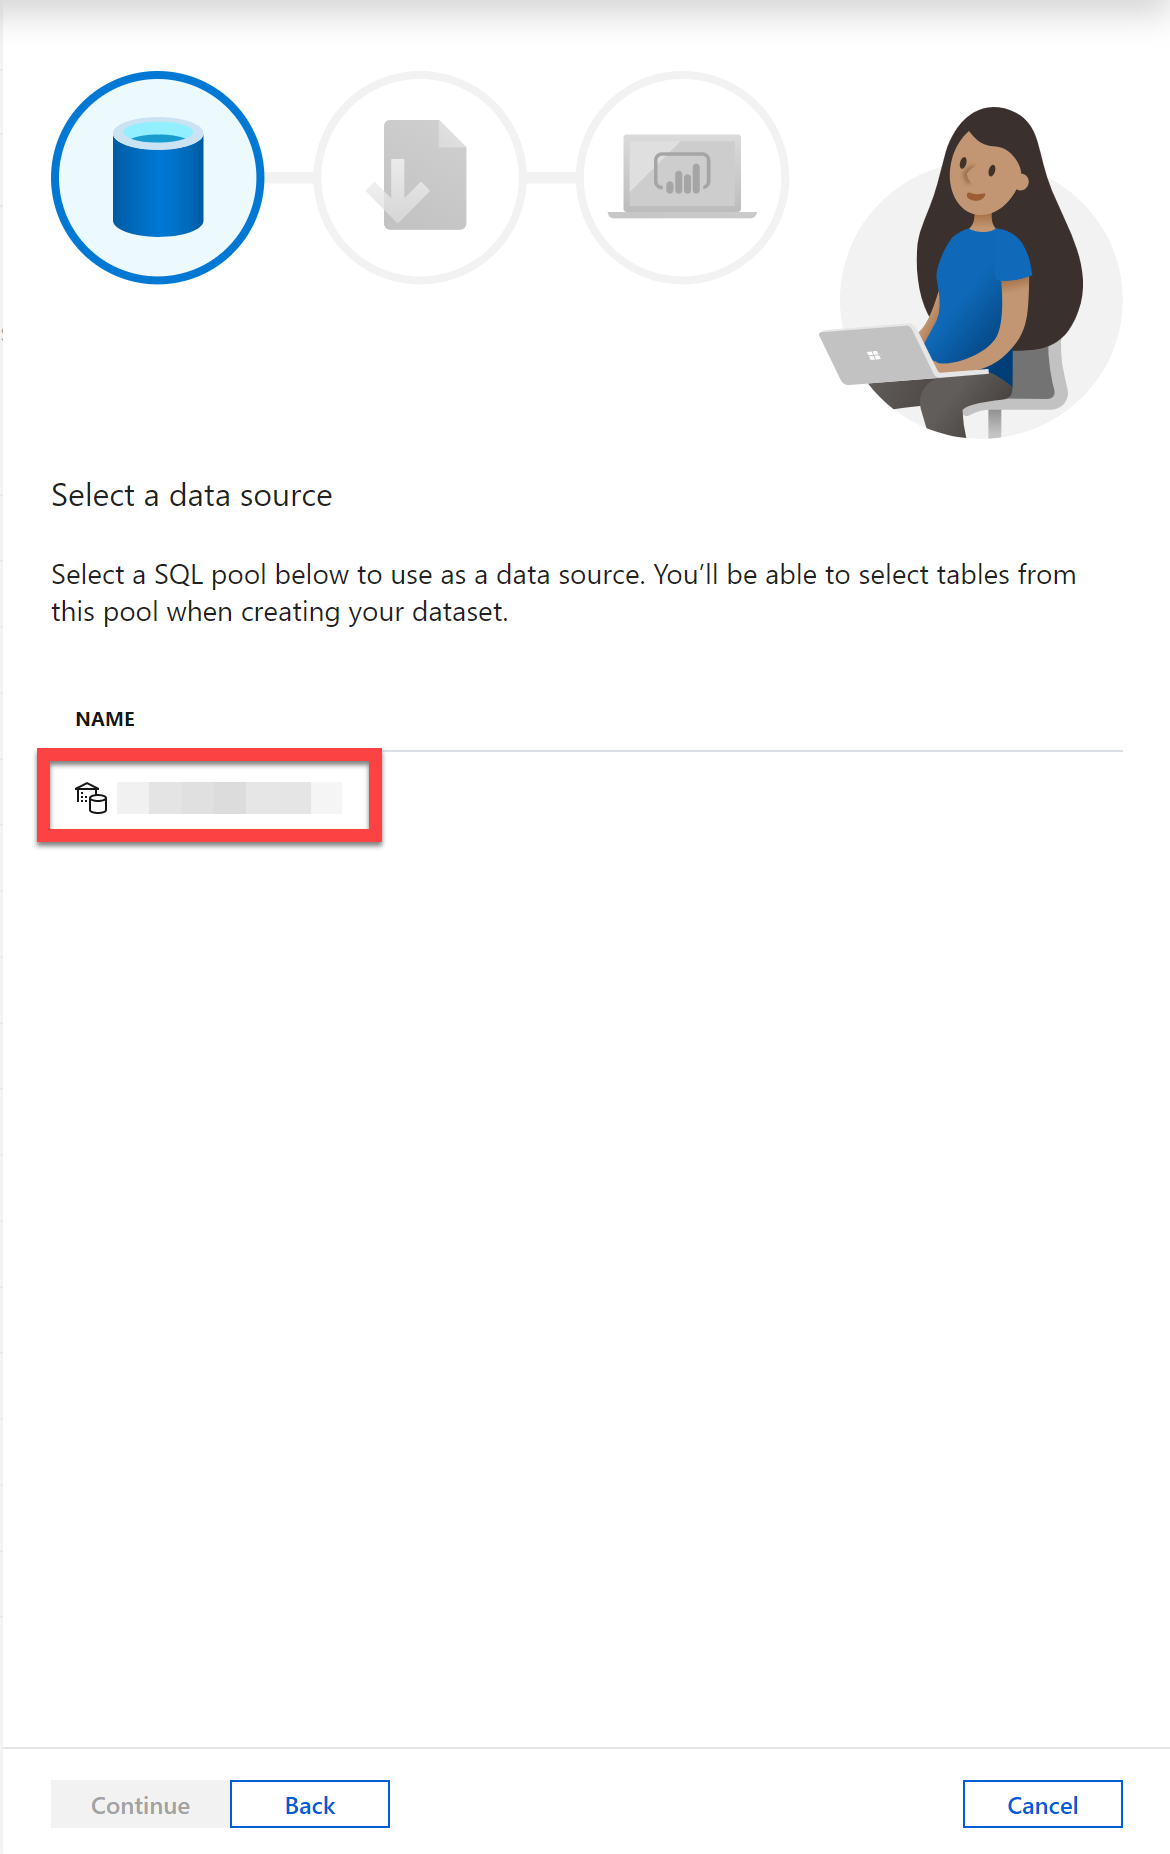 Select a data source
Select a SQL pool below to use as a data source. You’ll be able to select tables from
this pool when creating your dataset.
NAME
Continue
Back
Cancel